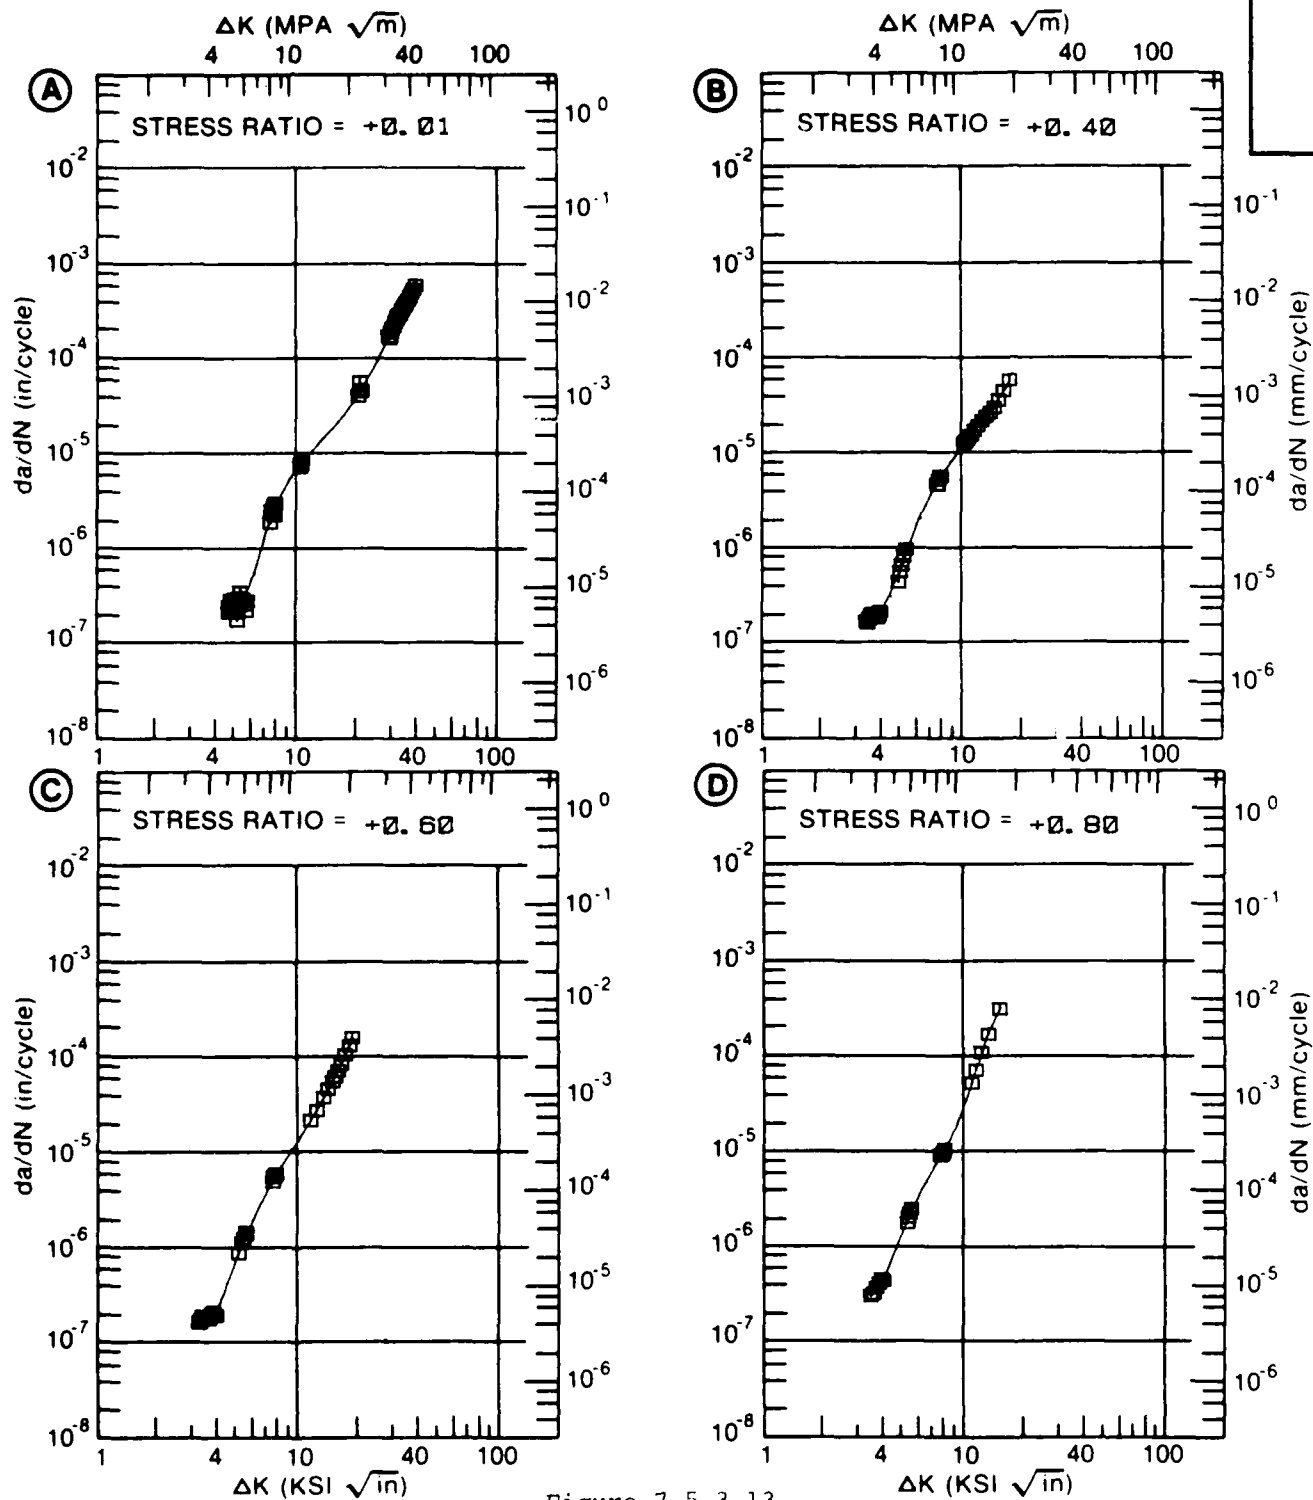 ΔK (MPA √m)
4 10 40 100
ΔK (MPA √m)
4 10 40 100
A
STRESS RATIO = +0.01
10^-2
10^-3
10^-4
10^-5
10^-6
10^-7
10^-8
da/dN (in/cycle)
10^0
10^-1
10^-2
10^-3
10^-4
10^-5
10^-6
1 4 10 40 100
B
STRESS RATIO = +0.40
10^-2
10^-3
10^-4
10^-5
10^-6
10^-7
10^-8
10^-1
10^-2
10^-3
10^-4
10^-5
10^-6
da/dN (mm/cycle)
1 4 10 40 100
C
STRESS RATIO = +0.60
10^-2
10^-3
10^-4
10^-5
10^-6
10^-7
10^-8
da/dN (in/cycle)
10^0
10^-1
10^-2
10^-3
10^-4
10^-5
10^-6
1 4 10 40 100
ΔK (KSI √in)
D
STRESS RATIO = +0.80
10^-2
10^-3
10^-4
10^-5
10^-6
10^-7
10^-8
10^0
10^-1
10^-2
10^-3
10^-4
10^-5
10^-6
da/dN (mm/cycle)
1 4 10 40 100
ΔK (KSI √in)
Figure 7.5.3.13